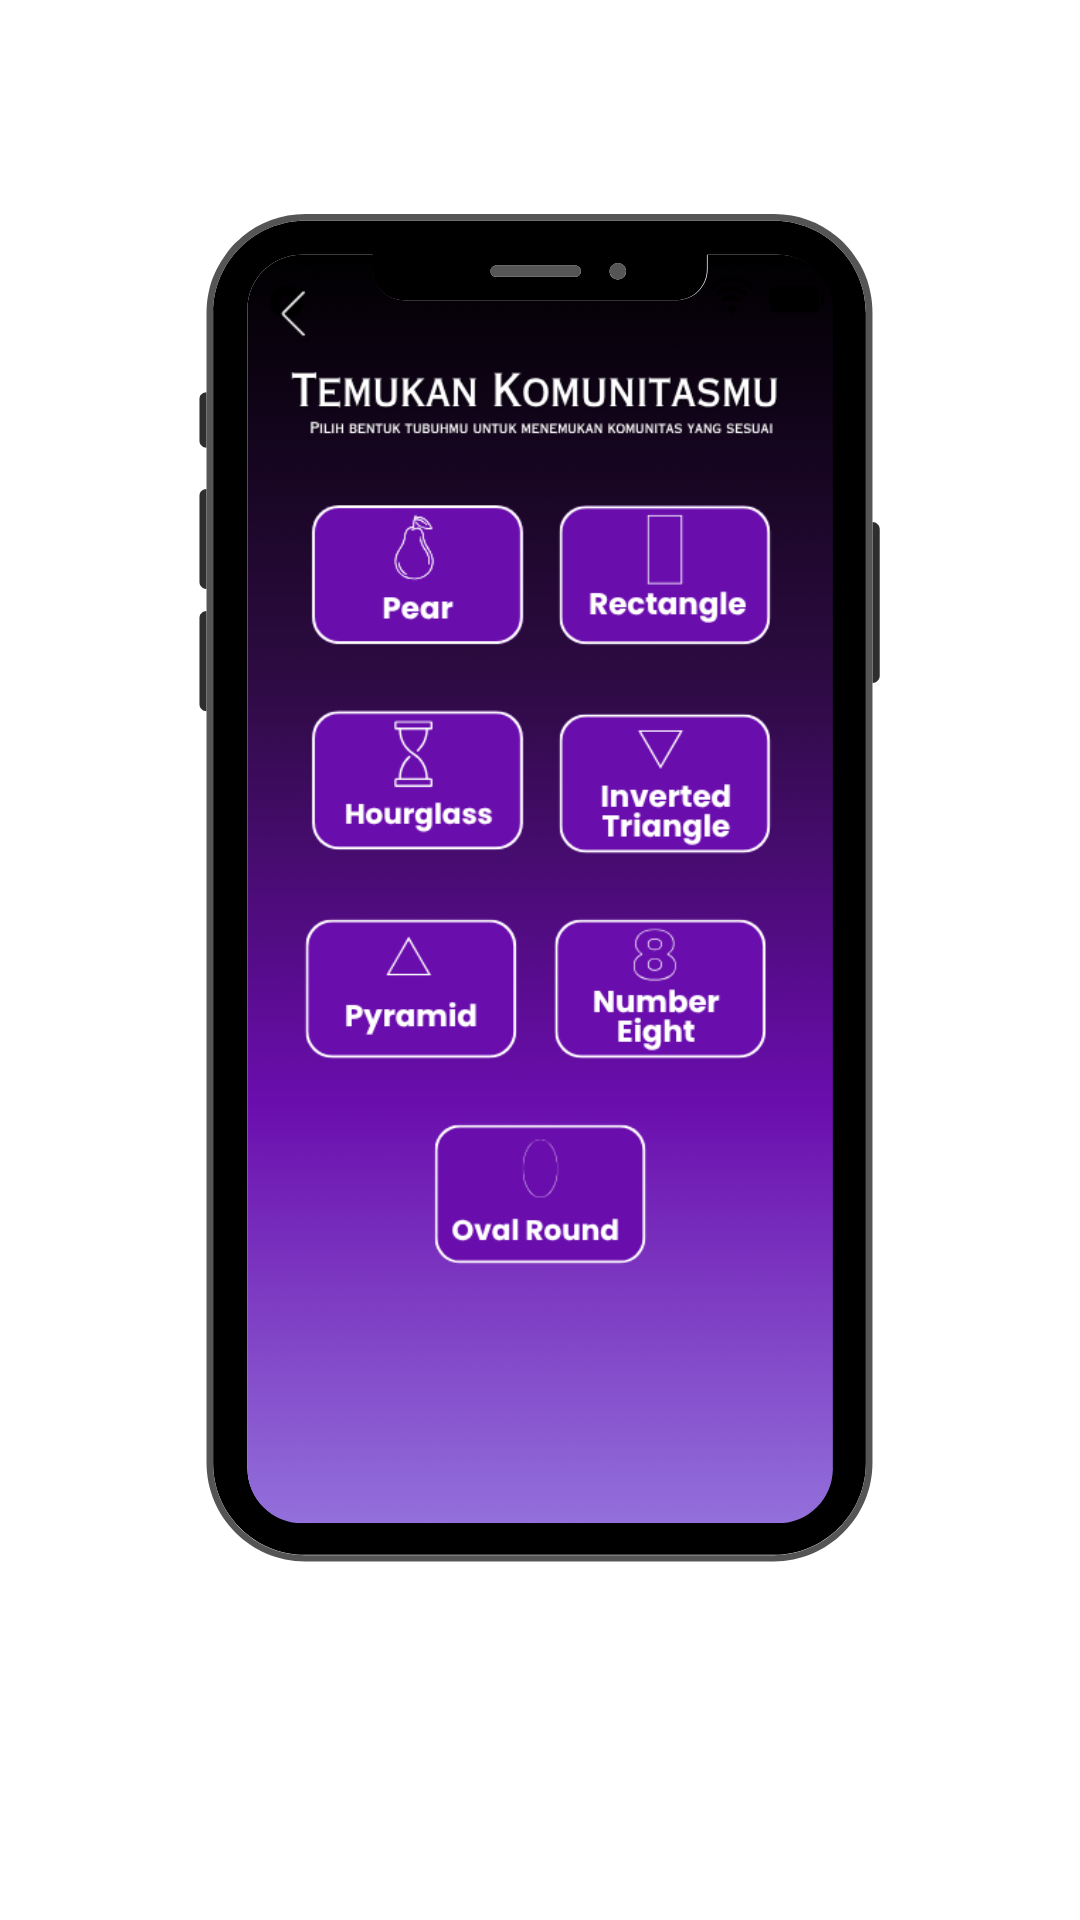 TEMUKAN KOMUNITASMU
PILIH BENTUK TUBUHMU UNTUK MENEMUKAN KOMUNITAS YANG SESUAI
Pear
Rectangle
Hourglass
Inverted
Triangle
Pyramid
8
Number
Eight
Oval Round